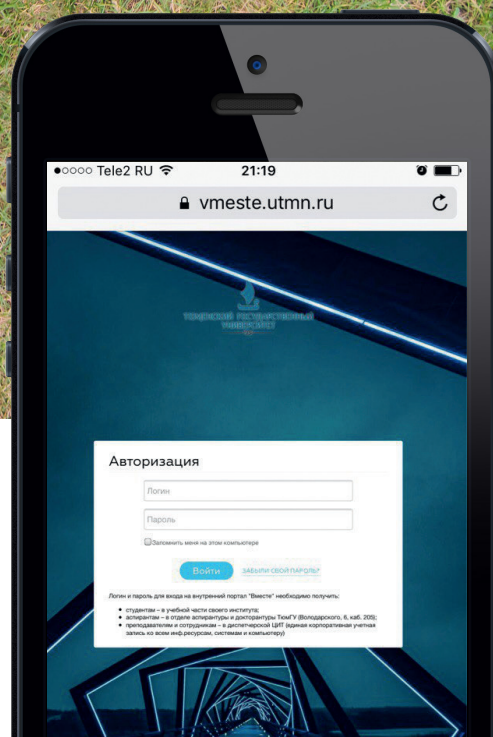 ●○○○○ Tele2 RU 21:19
vmeste.utmn.ru
ТЮМЕНСКИЙ ГОСУДАРСТВЕННЫЙ
УНИВЕРСИТЕТ
Авторизация
Логин
Пароль
Запомнить меня на этом компьютере
Войти ЗАБЫЛИ СВОЙ ПАРОЛЬ?
Логин и пароль для входа на внутренний портал "Вместе" необходимо получить:
● студентам – в учебной части своего института;
● аспирантам – в отделе аспирантуры и докторантуры ТюмГУ (Володарского, 6, каб. 205);
● преподавателям и сотрудникам – в диспетчерской ЦИТ (единая корпоративная учетная
запись ко всем инф.ресурсам, системам и компьютеру)